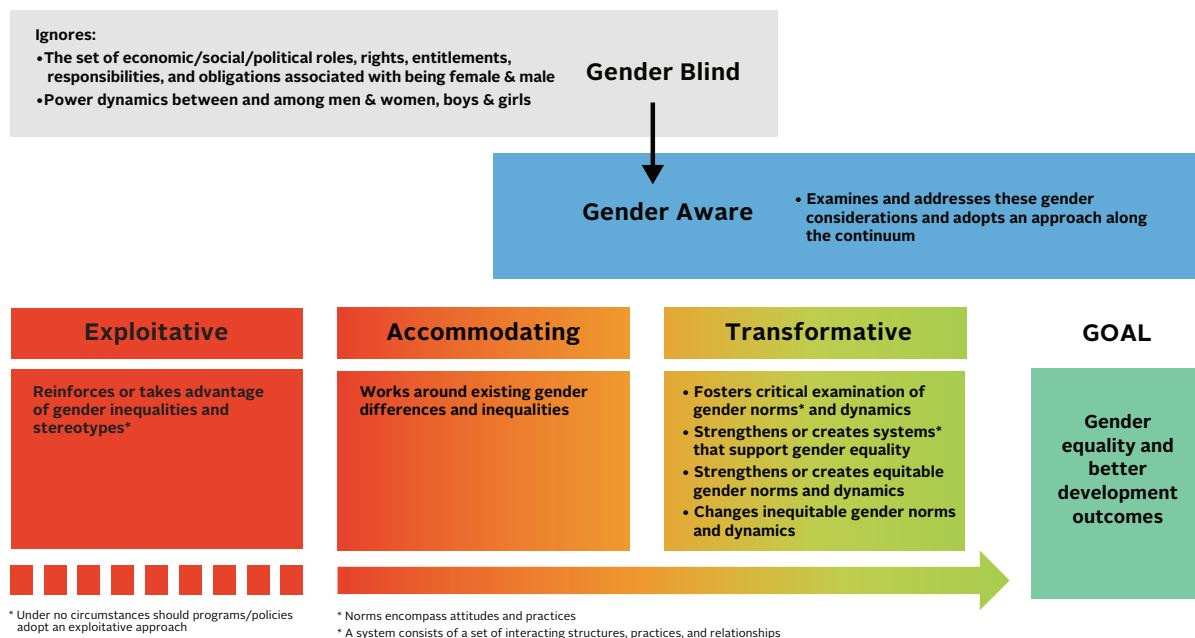 Ignores:
•The set of economic/social/political roles, rights, entitlements,
responsibilities, and obligations associated with being female & male
•Power dynamics between and among men & women, boys & girls
Gender Blind
Gender Aware
• Examines and addresses these gender
considerations and adopts an approach along
the continuum
Exploitative
Reinforces or takes advantage
of gender inequalities and
stereotypes*
Accommodating
Works around existing gender
differences and inequalities
Transformative
• Fosters critical examination of
gender norms* and dynamics
• Strengthens or creates systems*
that support gender equality
• Strengthens or creates equitable
gender norms and dynamics
• Changes inequitable gender norms
and dynamics
GOAL
Gender
equality and
better
development
outcomes
* Under no circumstances should programs/policies
adopt an exploitative approach
* Norms encompass attitudes and practices
* A system consists of a set of interacting structures, practices, and relationships